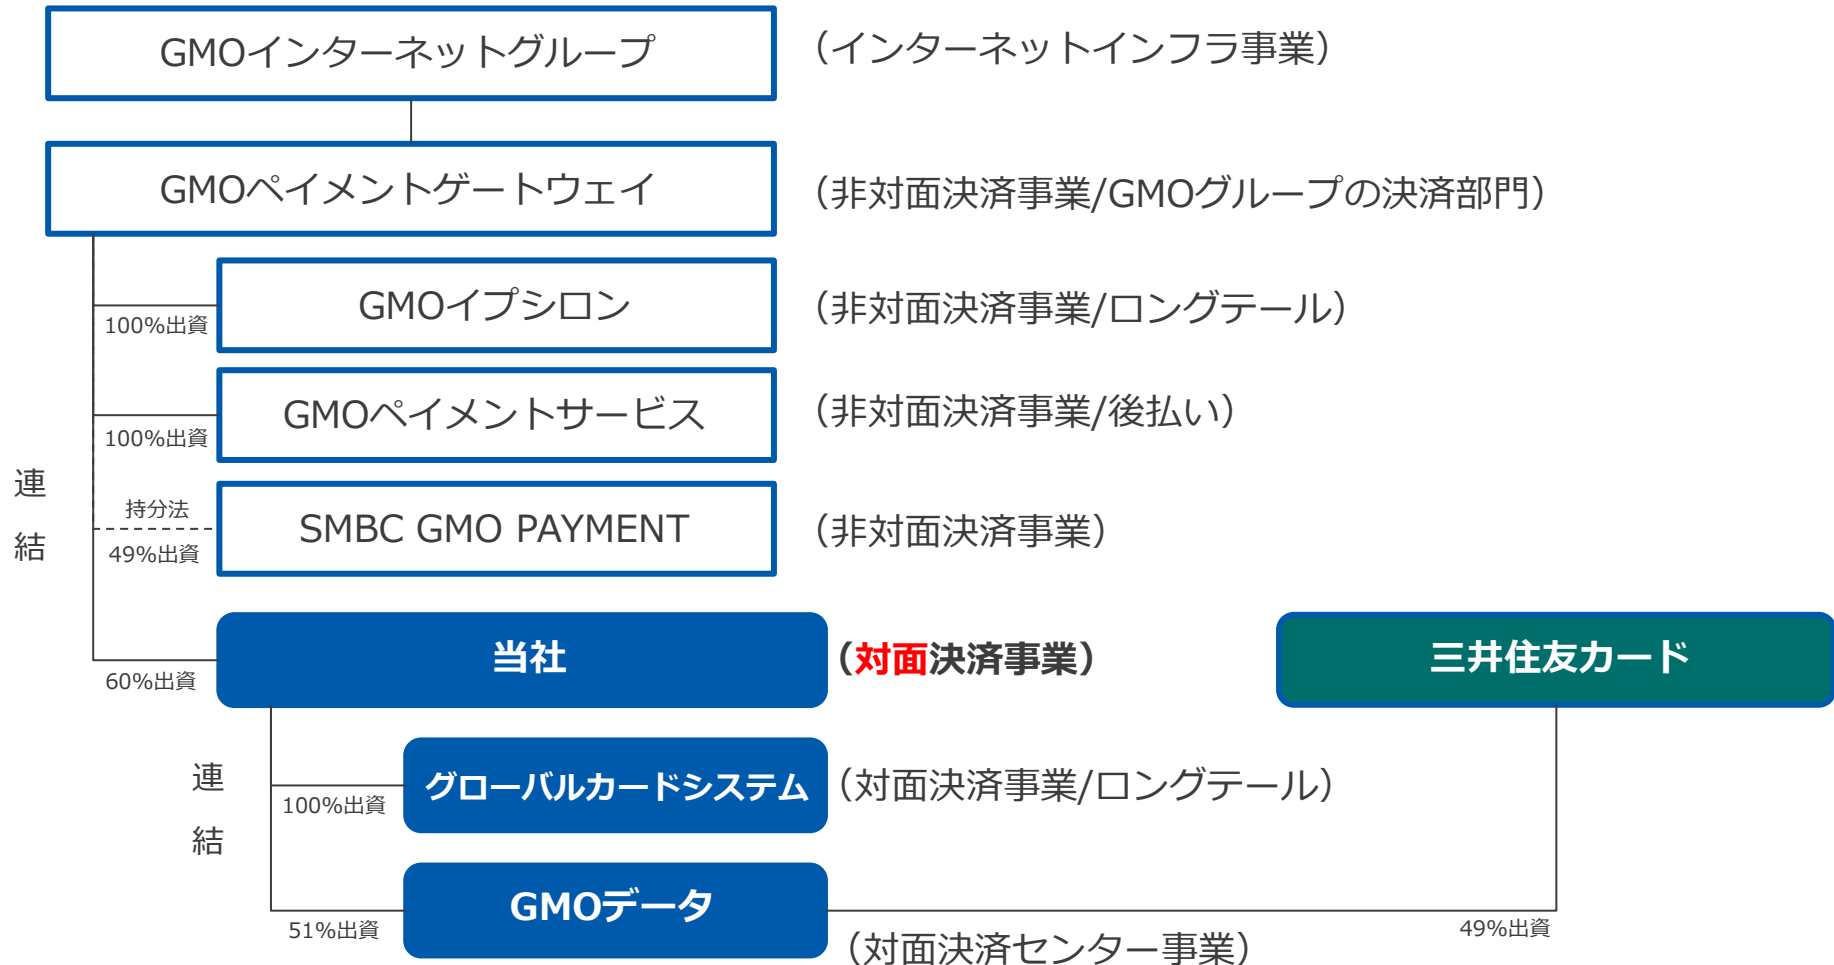 GMOインターネットグループ
（インターネットインフラ事業）
GMOペイメントゲートウェイ
（非対面決済事業/GMOグループの決済部門）
GMOイプシロン
（非対面決済事業/ロングテール）
100%出資
GMOペイメントサービス
（非対面決済事業/後払い）
100%出資
連結
持分法
SMBC GMO PAYMENT
（非対面決済事業）
49%出資
当社
（対面決済事業）
三井住友カード
60%出資
連結
グローバルカードシステム
（対面決済事業/ロングテール）
100%出資
GMOデータ
51%出資
49%出資
（対面決済センター事業）